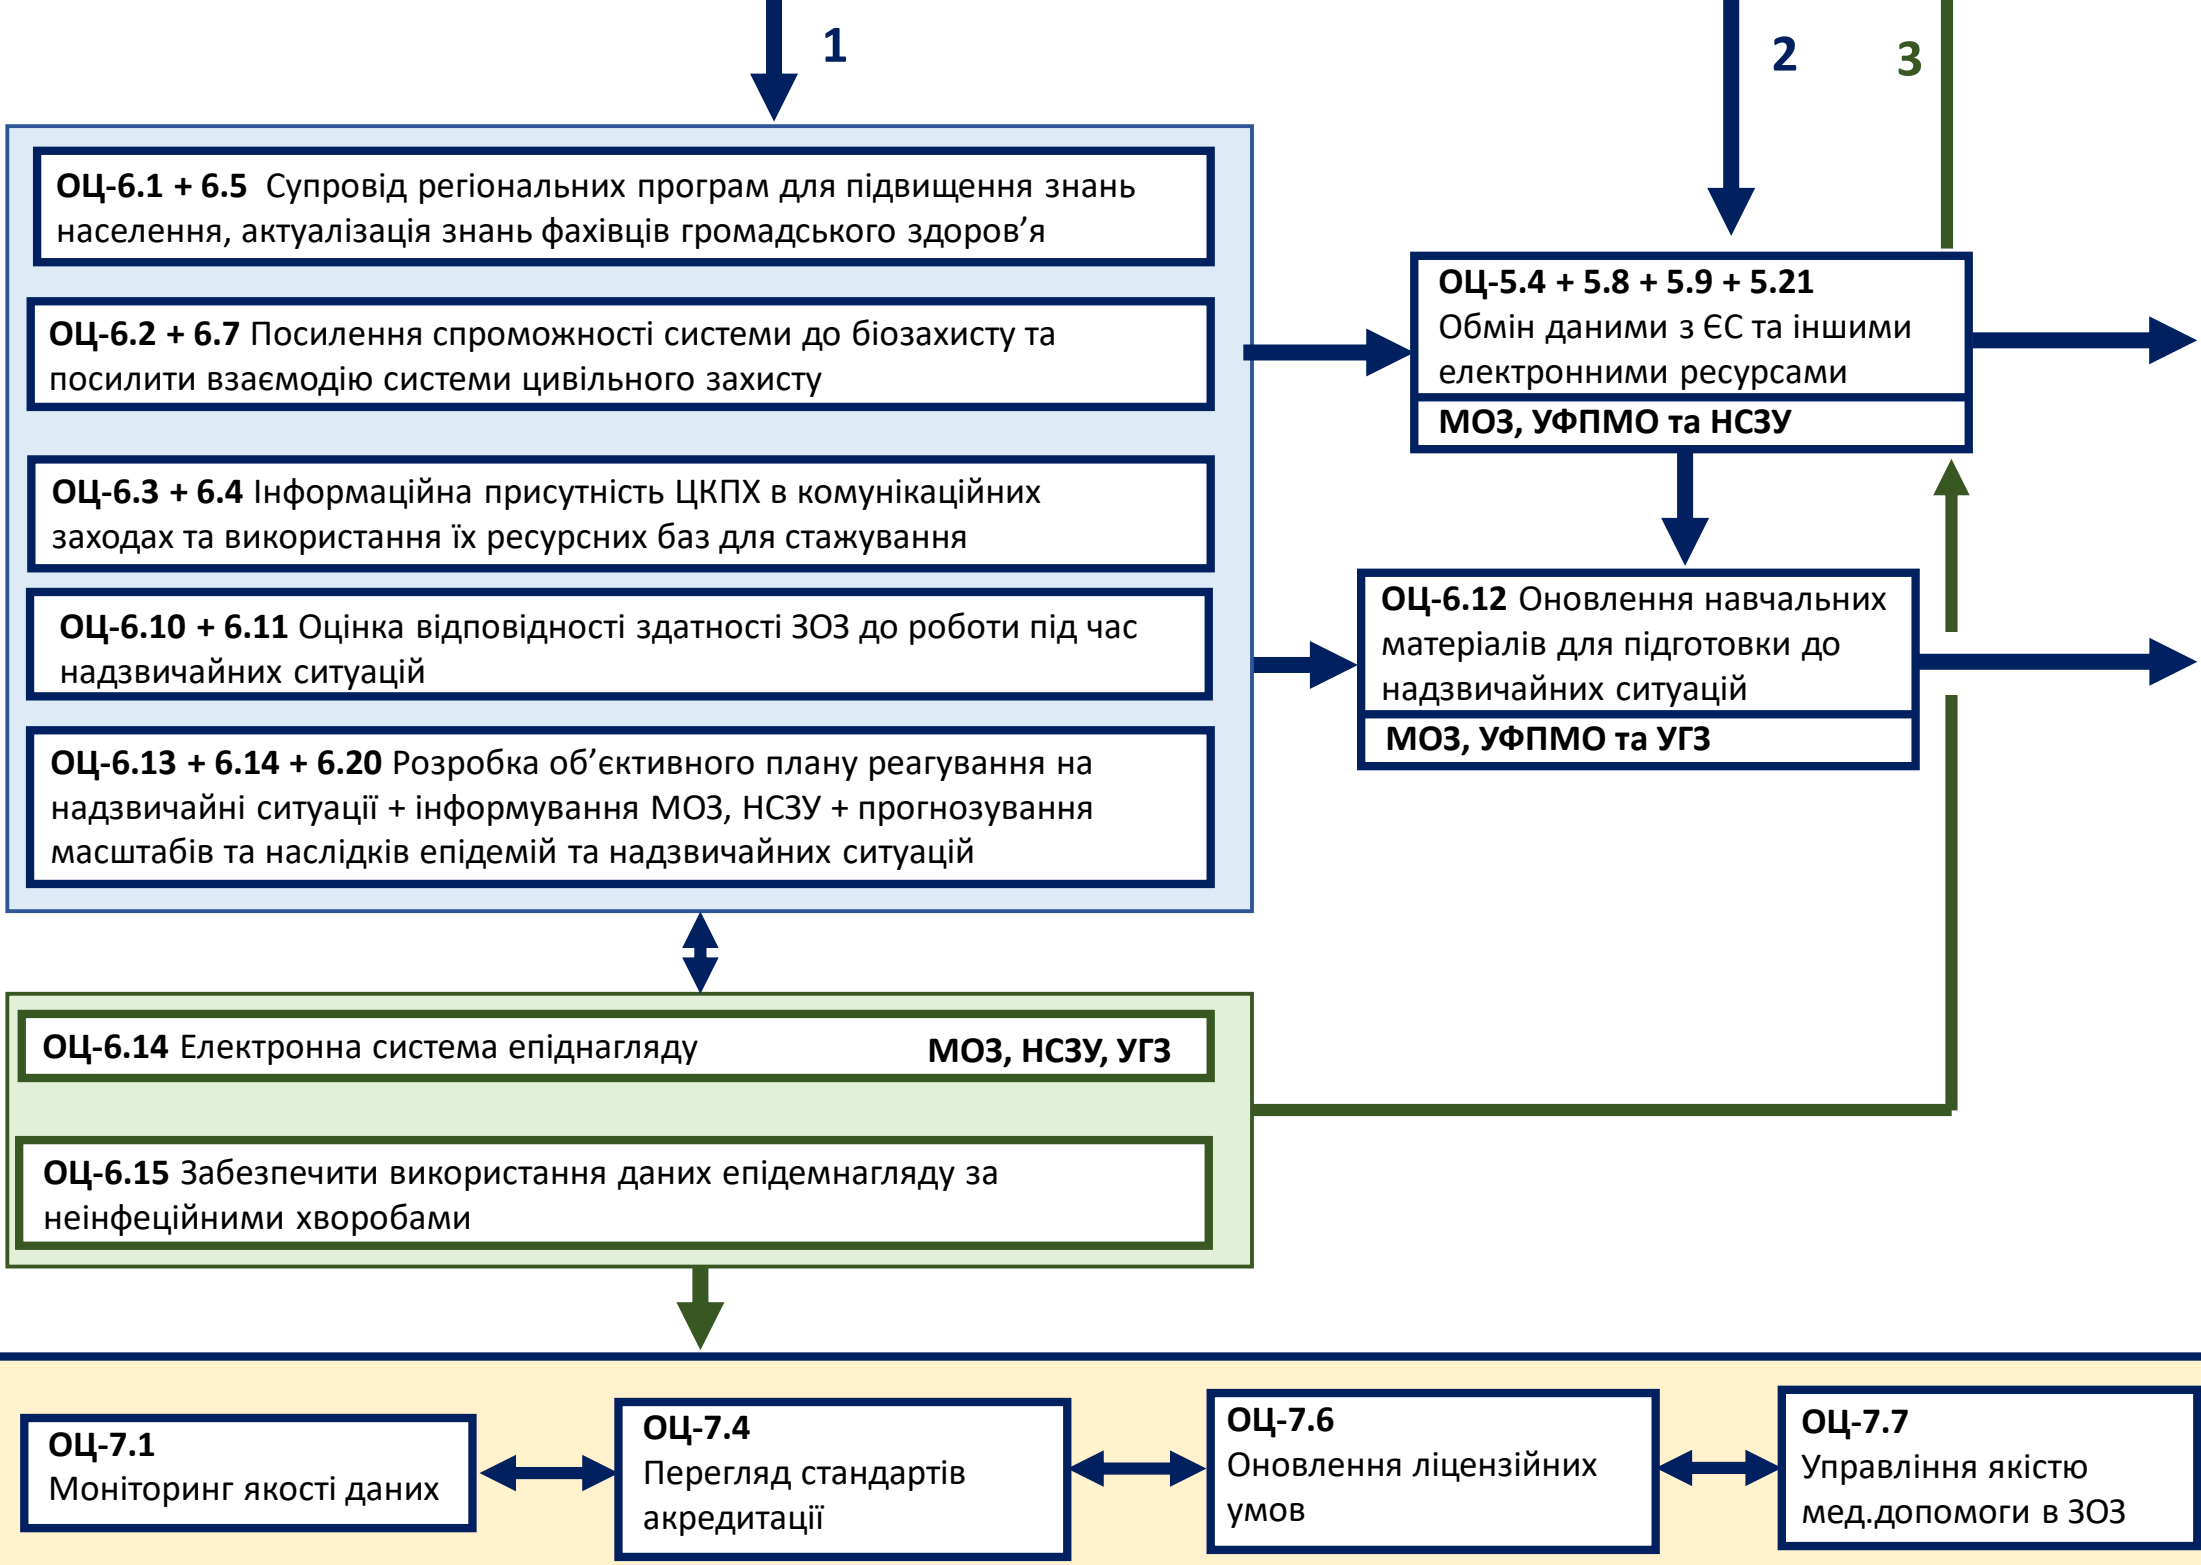 1
2
3
ОЦ-6.1 + 6.5 Супровід регіональних програм для підвищення знань
населення, актуалізація знань фахівців громадського здоров’я
ОЦ-6.2 + 6.7 Посилення спроможності системи до біозахисту та
посилити взаємодію системи цивільного захисту
ОЦ-6.3 + 6.4 Інформаційна присутність ЦКПХ в комунікаційних
заходах та використання їх ресурсних баз для стажування
ОЦ-6.10 + 6.11 Оцінка відповідності здатності ЗОЗ до роботи під час
надзвичайних ситуацій
ОЦ-6.13 + 6.14 + 6.20 Розробка об’єктивного плану реагування на
надзвичайні ситуації + інформування МОЗ, НСЗУ + прогнозування
масштабів та наслідків епідемій та надзвичайних ситуацій
ОЦ-5.4 + 5.8 + 5.9 + 5.21
Обмін даними з ЄС та іншими
електронними ресурсами
МОЗ, УФПМО та НСЗУ
ОЦ-6.12 Оновлення навчальних
матеріалів для підготовки до
надзвичайних ситуацій
МОЗ, УФПМО та УГЗ
ОЦ-6.14 Електронна система епіднагляду МОЗ, НСЗУ, УГЗ
ОЦ-6.15 Забезпечити використання даних епідемнагляду за
неінфеційними хворобами
ОЦ-7.1
Моніторинг якості даних
ОЦ-7.4
Перегляд стандартів
акредитації
ОЦ-7.6
Оновлення ліцензійних
умов
ОЦ-7.7
Управління якістю
мед.допомоги в ЗОЗ